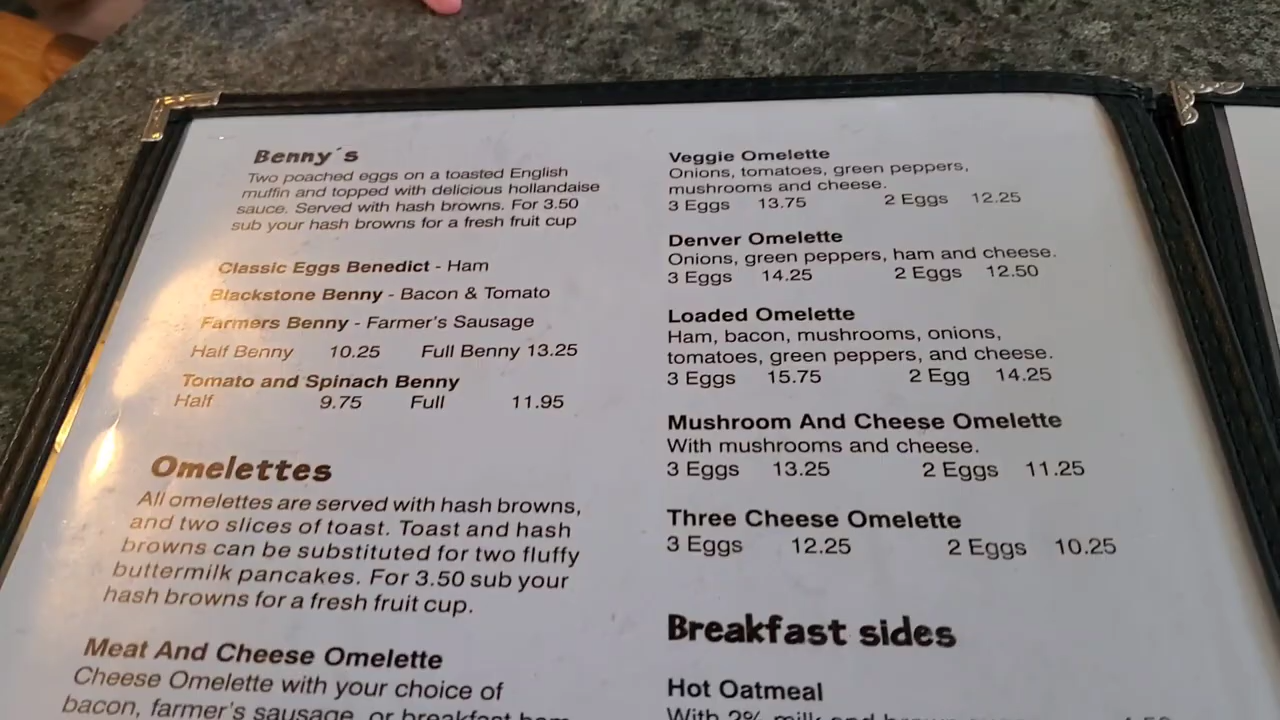 Benny´s
Two poached eggs on a toasted English
muffin and topped with delicious hollandaise
sauce. Served with hash browns. For 3.50
sub your hash browns for a fresh fruit cup
Classic Eggs Benedict - Ham
Blackstone Benny - Bacon & Tomato
Farmers Benny - Farmer's Sausage
Half Benny 10.25 Full Benny 13.25
Tomato and Spinach Benny
Half 9.75 Full 11.95
Omelettes
All omelettes are served with hash browns,
and two slices of toast. Toast and hash
browns can be substituted for two fluffy
buttermilk pancakes. For 3.50 sub your
hash browns for a fresh fruit cup.
Meat And Cheese Omelette
Cheese Omelette with your choice of
bacon, farmer's sausage, or breakfast ham
Veggie Omelette
Onions, tomatoes, green peppers,
mushrooms and cheese.
3 Eggs 13.75 2 Eggs 12.25
Denver Omelette
Onions, green peppers, ham and cheese.
3 Eggs 14.25 2 Eggs 12.50
Loaded Omelette
Ham, bacon, mushrooms, onions,
tomatoes, green peppers, and cheese.
3 Eggs 15.75 2 Egg 14.25
Mushroom And Cheese Omelette
With mushrooms and cheese.
3 Eggs 13.25 2 Eggs 11.25
Three Cheese Omelette
3 Eggs 12.25 2 Eggs 10.25
Breakfast sides
Hot Oatmeal
With 2% milk and brown